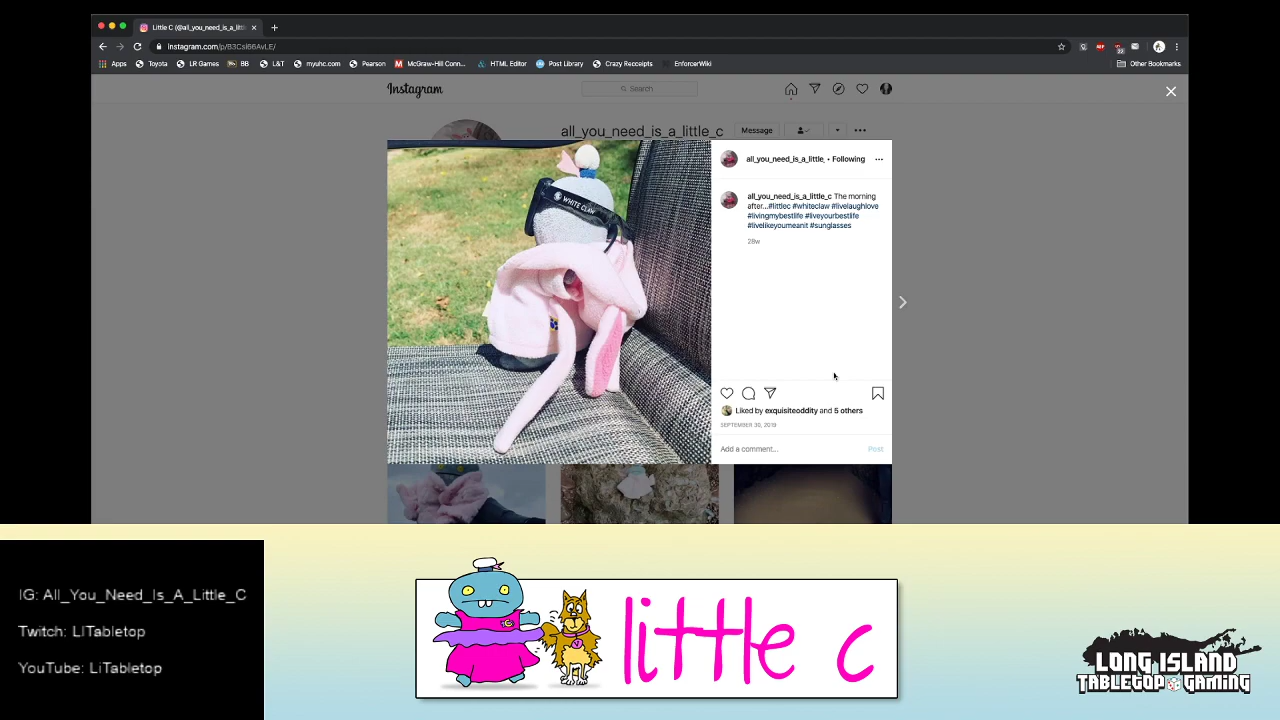 Little C (@all_you_need_is_a_littl
instagram.com/p/B3Csi66AvLE/
Apps Toyota LR Games BB L&T myuhc.com Pearson McGraw-Hill Conn... HTML Editor Post Library Crazy Recceipts EnforcerWiki Other Bookmarks
Instagram
Search
all_you_need_is_a_little_c Message
all_you_need_is_a_little_ • Following
WHITE CLAW
all_you_need_is_a_little_c The morning
after...#littlec #whiteclaw #livelaughlove
#livingmybestlife #liveyourbestlife
#livelikeyoumeanit #sunglasses
28w
Liked by exquisiteoddity and 5 others
SEPTEMBER 30, 2019
Add a comment... Post
IG: All_You_Need_Is_A_Little_C
Twitch: LITabletop
YouTube: LiTabletop
little c
LONG ISLAND
TABLETOP GAMING